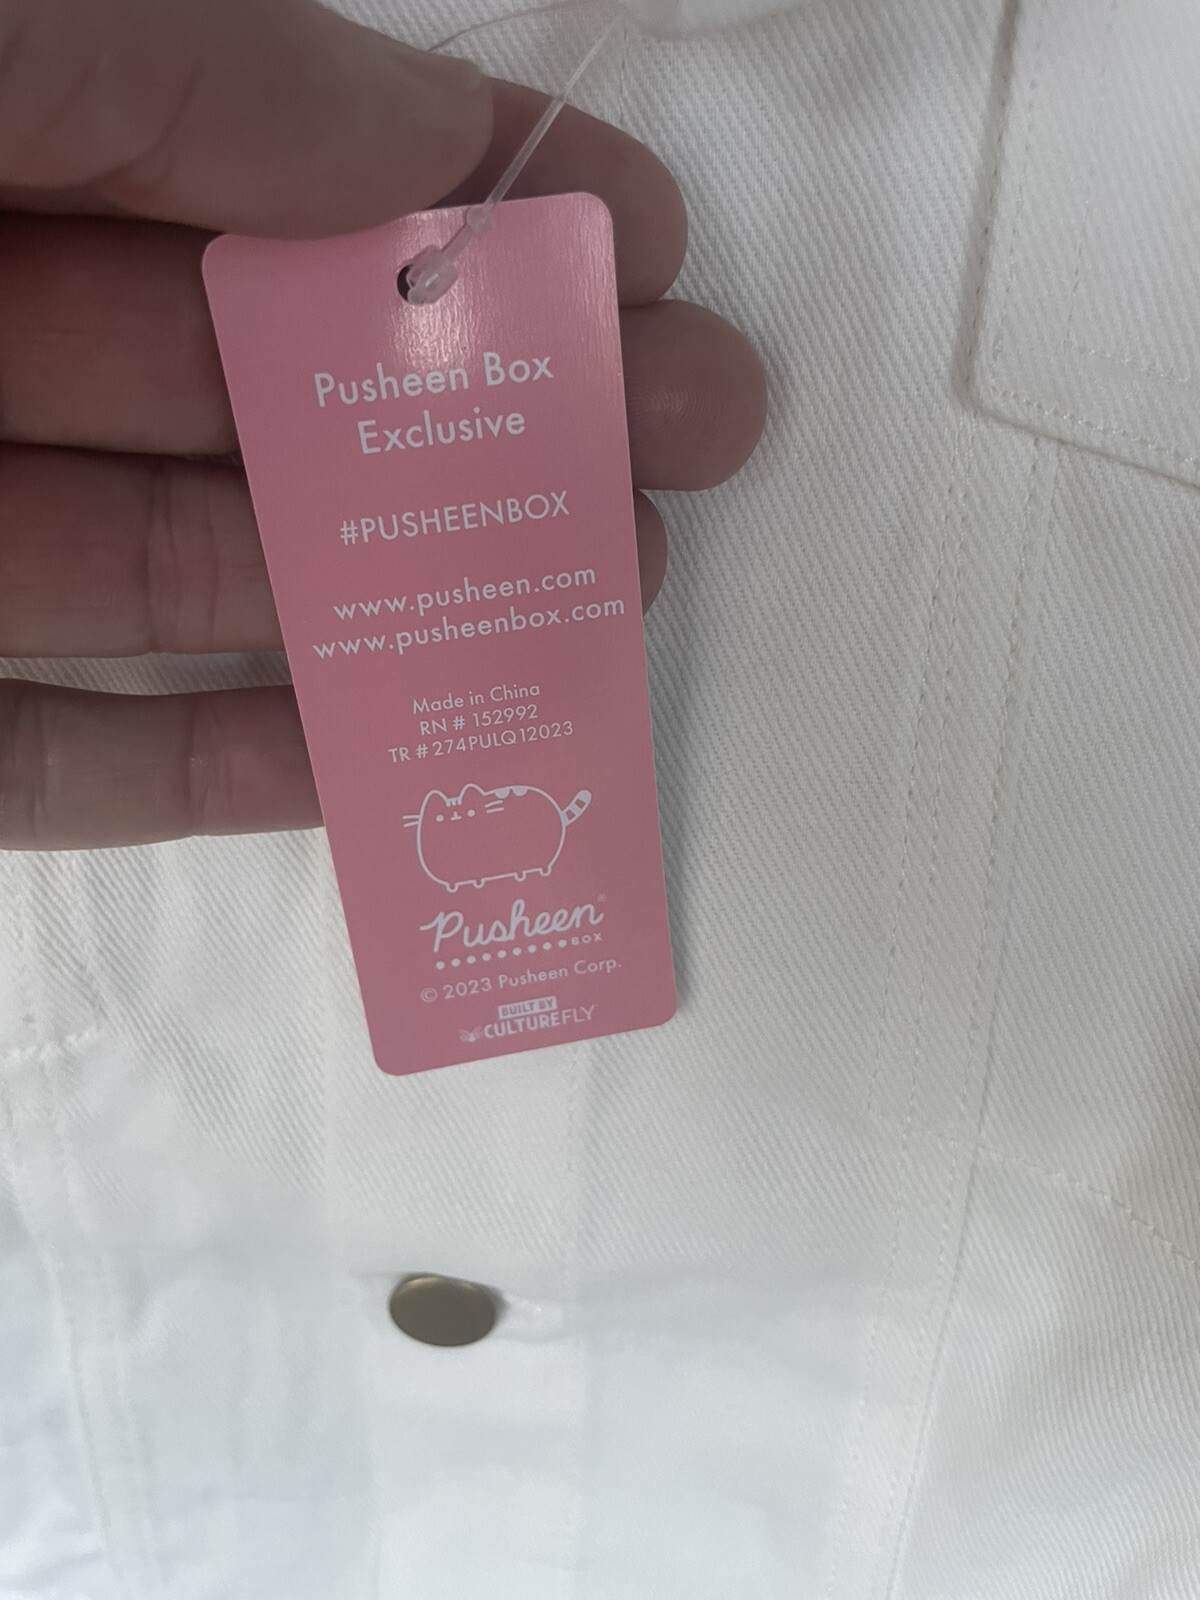 Pusheen Box
Exclusive
#PUSHEENBOX
www.pusheen.com
www.pusheenbox.com
Made in China
RN # 152992
TR # 274PULQ12023
Pusheen®
BOX
© 2023 Pusheen Corp.
BUILT BY
CULTUREFLY